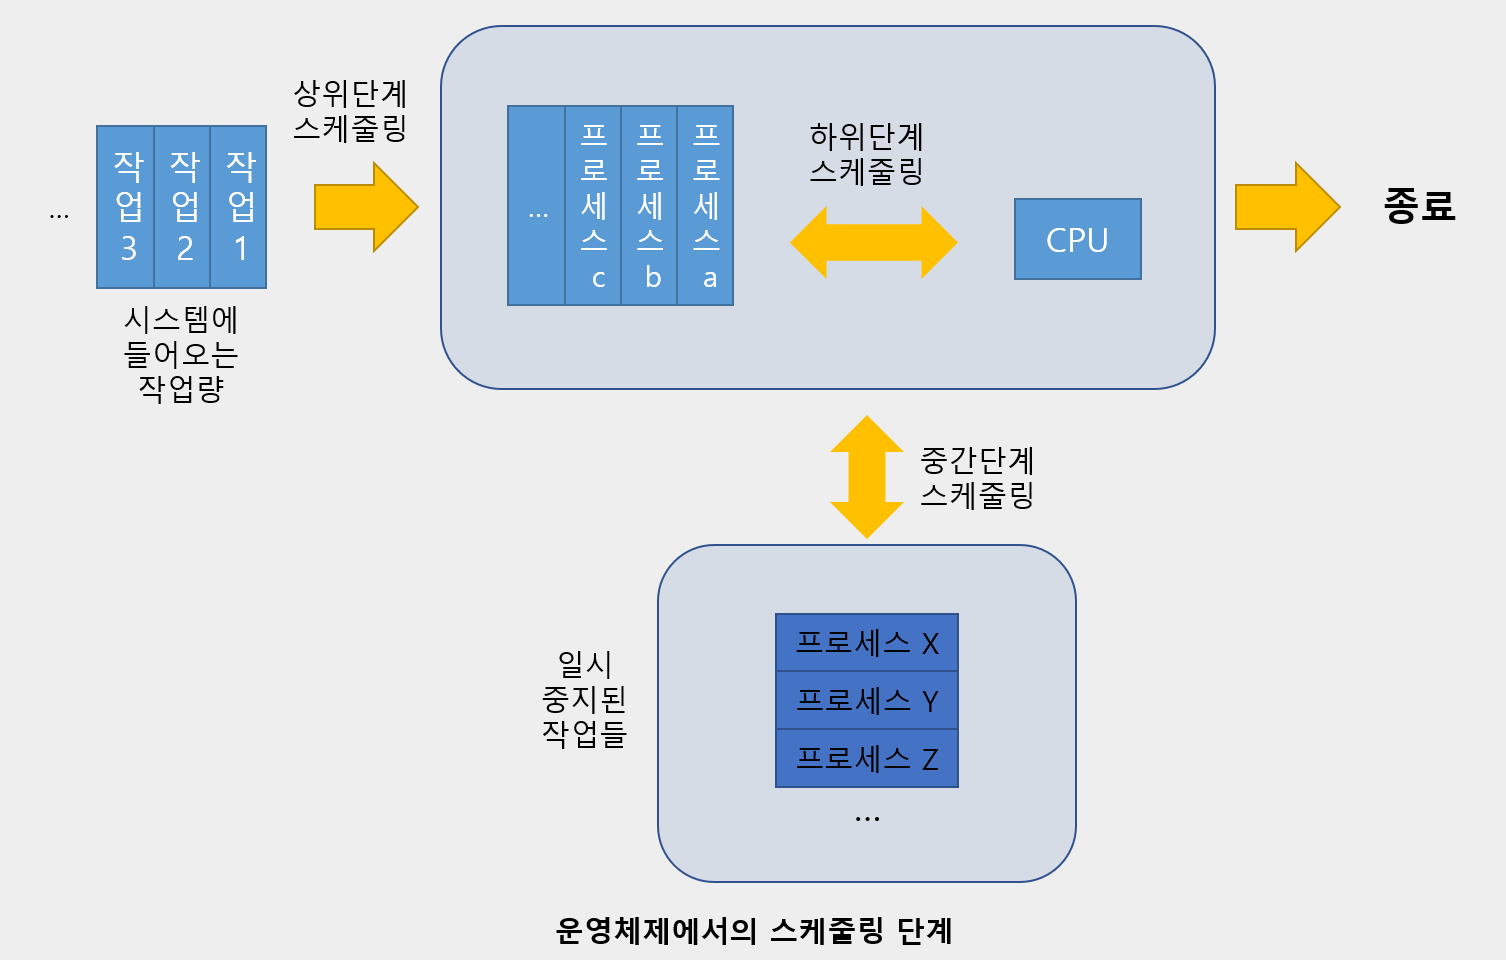 ...
작업3
작업2
작업1
시스템에
들어오는
작업량
상위단계
스케줄링
...
프로세스 c
프로세스 b
프로세스 a
하위단계
스케줄링
CPU
종료
중간단계
스케줄링
일시
중지된
작업들
프로세스 X
프로세스 Y
프로세스 Z
...
운영체제에서의 스케줄링 단계